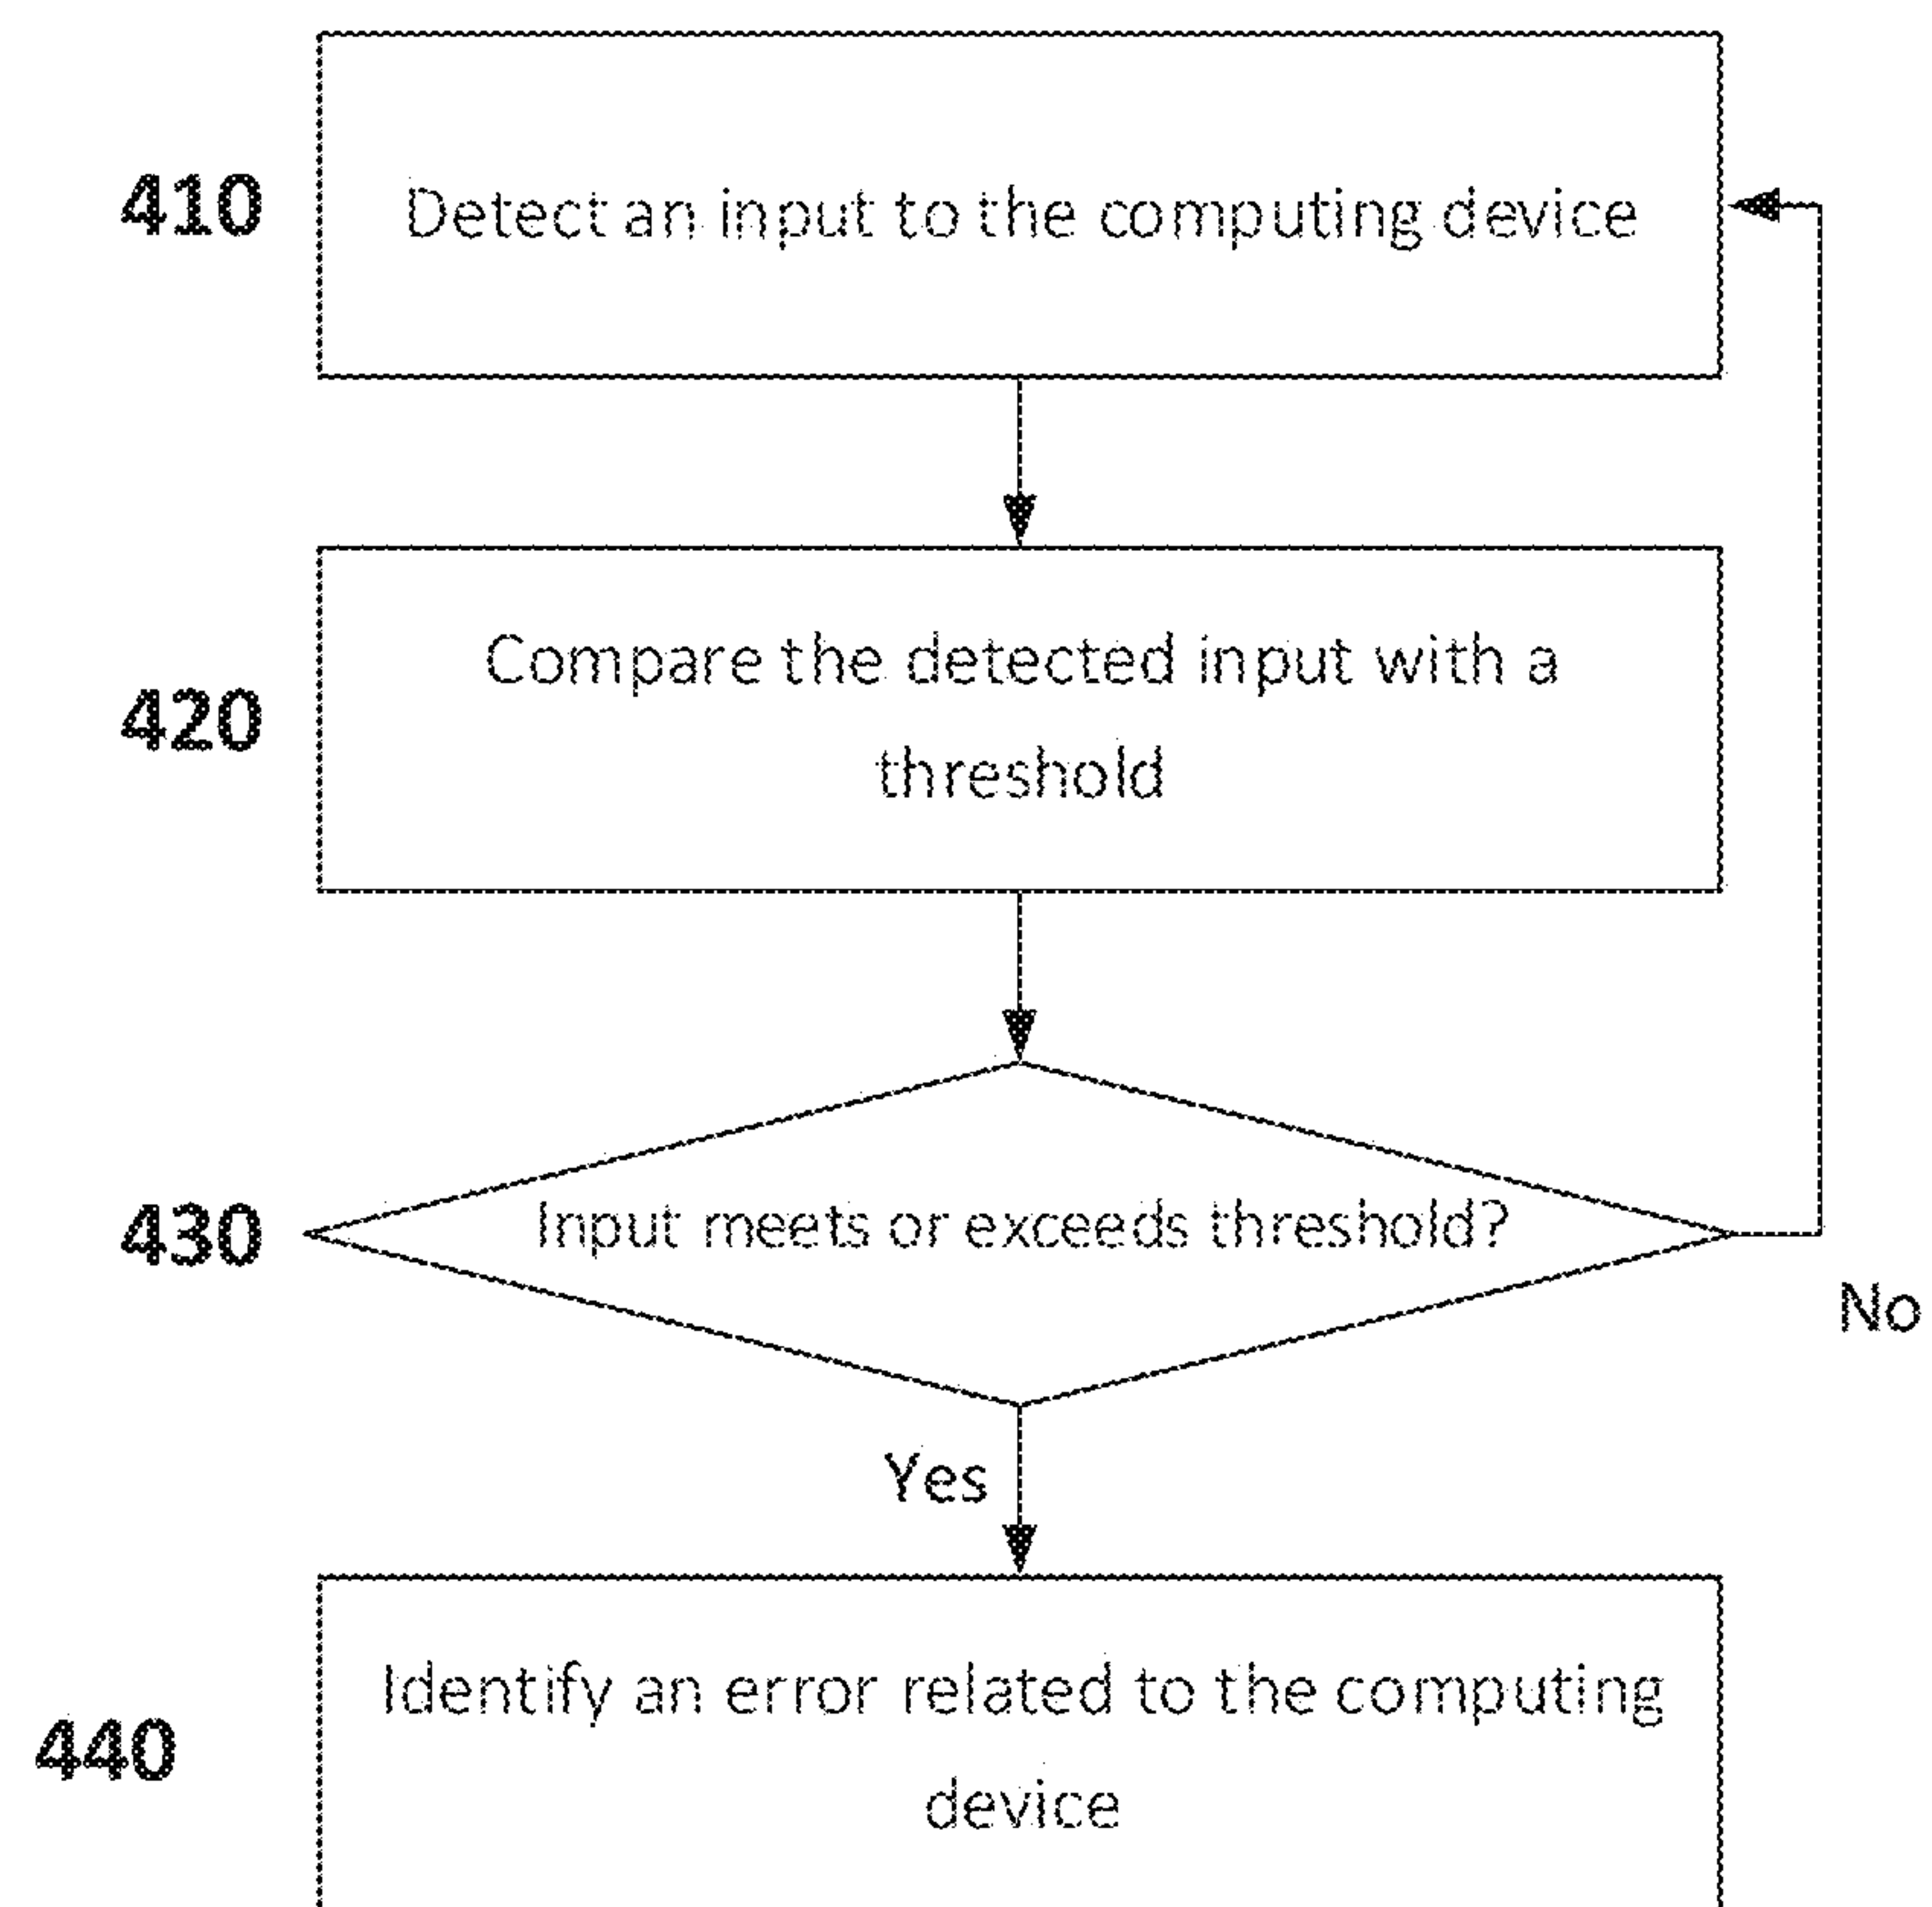 410
Detect an input to the computing device
420
Compare the detected input with a
threshold
430
Input meets or exceeds threshold?
No
Yes
440
Identify an error related to the computing
device